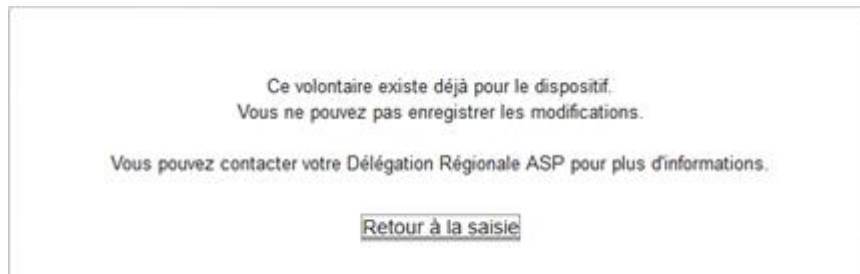 Ce volontaire existe déjà pour le dispositif.
Vous ne pouvez pas enregistrer les modifications.
Vous pouvez contacter votre Délégation Régionale ASP pour plus d'informations.
Retour à la saisie